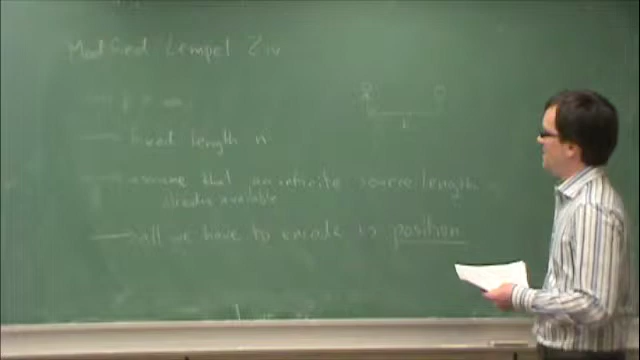 Modified Lempel Ziv
fixed length n
assume that an infinite source length
already available
all we have to encode is position